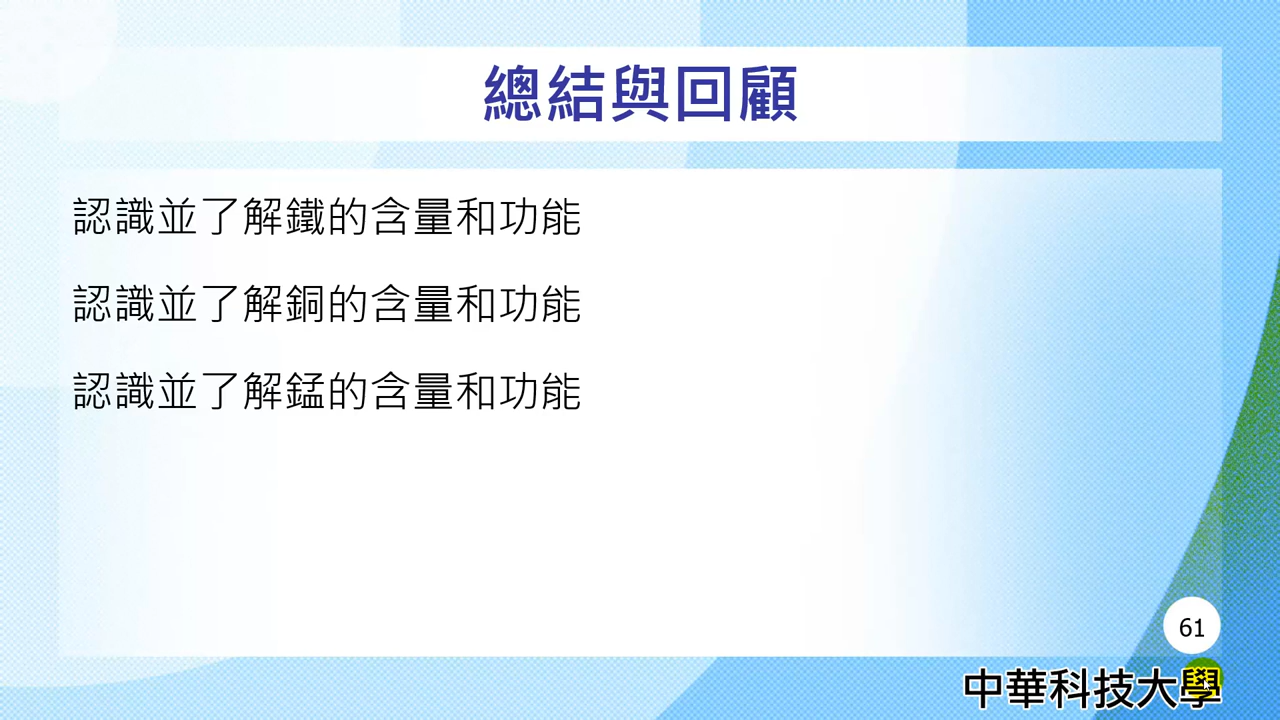 總結與回顧
認識並了解鐵的含量和功能
認識並了解銅的含量和功能
認識並了解錳的含量和功能
61
中華科技大學